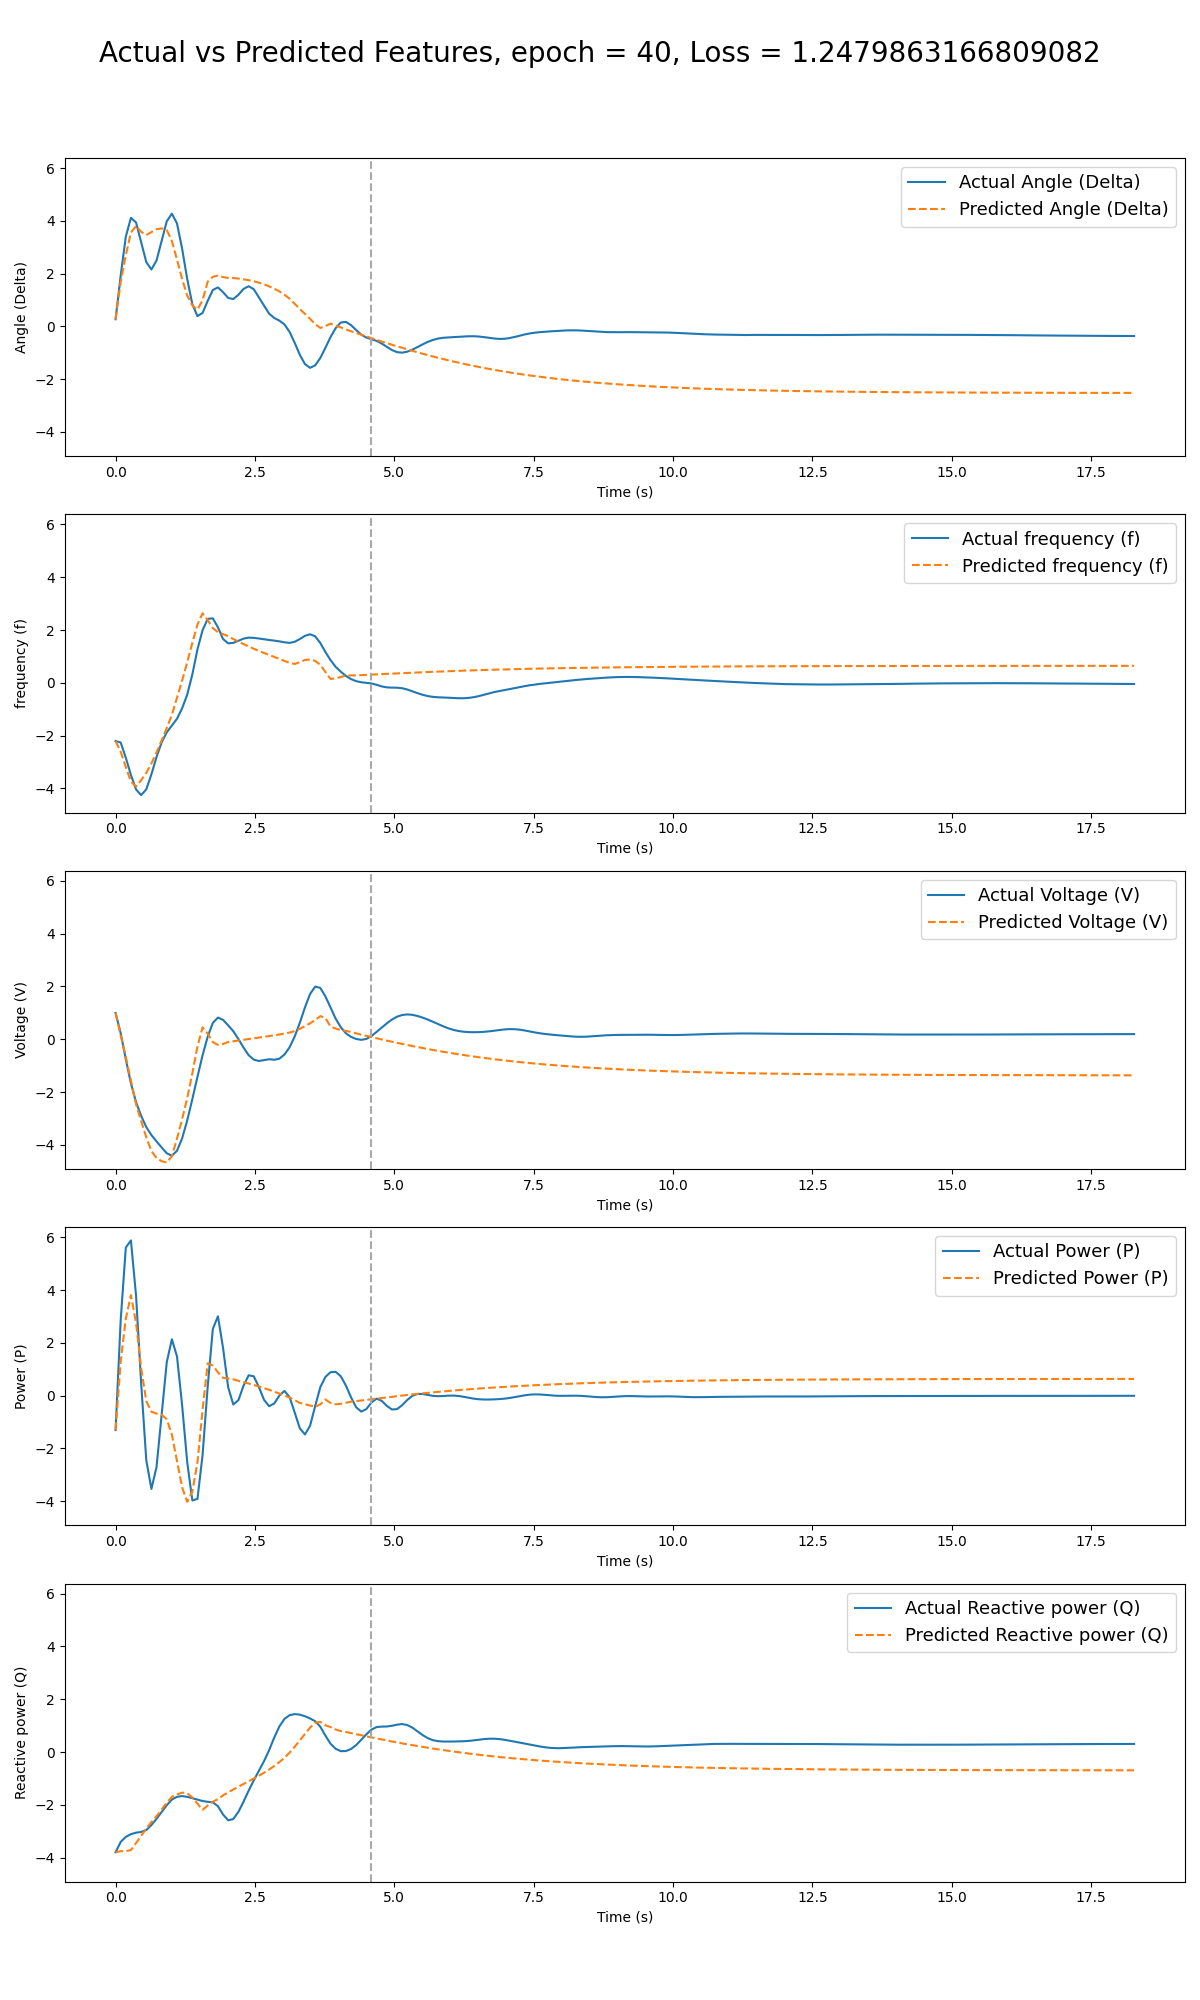 Actual vs Predicted Features, epoch = 40, Loss = 1.2479863166809082
6
4
2
0
−2
−4
Angle (Delta)
Actual Angle (Delta)
Predicted Angle (Delta)
0.0 2.5 5.0 7.5 10.0 12.5 15.0 17.5
Time (s)
6
4
2
0
−2
−4
frequency (f)
Actual frequency (f)
Predicted frequency (f)
0.0 2.5 5.0 7.5 10.0 12.5 15.0 17.5
Time (s)
6
4
2
0
−2
−4
Voltage (V)
Actual Voltage (V)
Predicted Voltage (V)
0.0 2.5 5.0 7.5 10.0 12.5 15.0 17.5
Time (s)
6
4
2
0
−2
−4
Power (P)
Actual Power (P)
Predicted Power (P)
0.0 2.5 5.0 7.5 10.0 12.5 15.0 17.5
Time (s)
6
4
2
0
−2
−4
Reactive power (Q)
Actual Reactive power (Q)
Predicted Reactive power (Q)
0.0 2.5 5.0 7.5 10.0 12.5 15.0 17.5
Time (s)